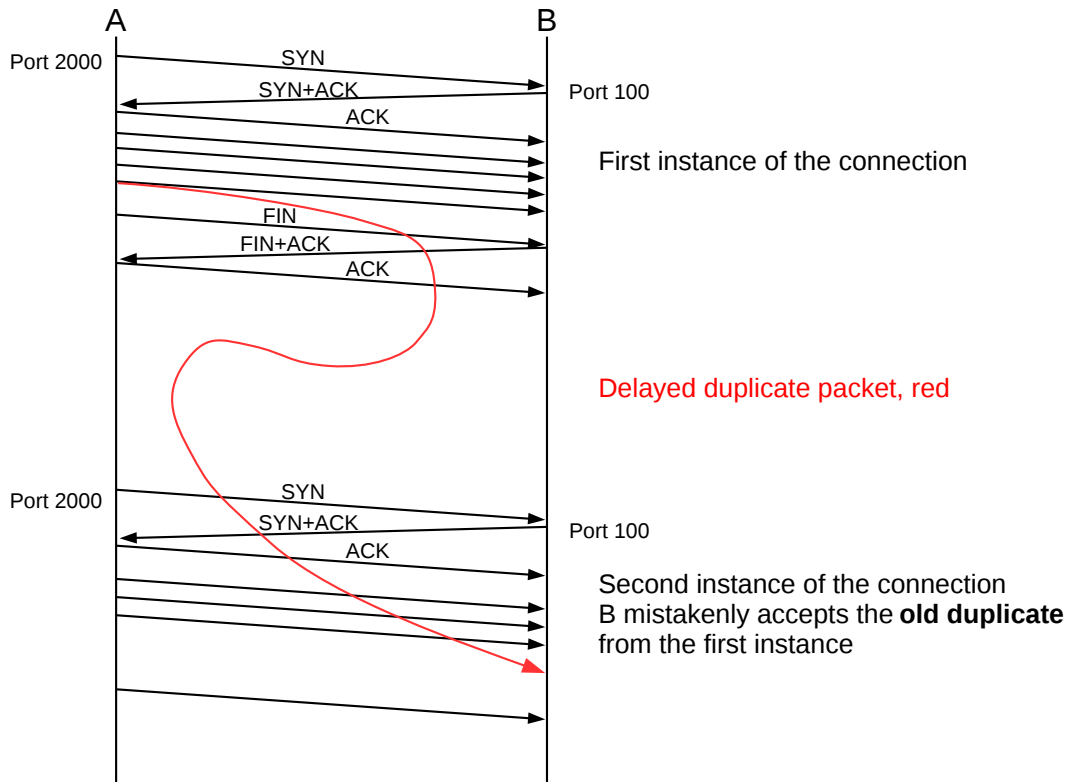 A
B
Port 2000
SYN
SYN+ACK
Port 100
ACK
First instance of the connection
FIN
FIN+ACK
ACK
Delayed duplicate packet, red
Port 2000
SYN
SYN+ACK
Port 100
ACK
Second instance of the connection
B mistakenly accepts the old duplicate
from the first instance